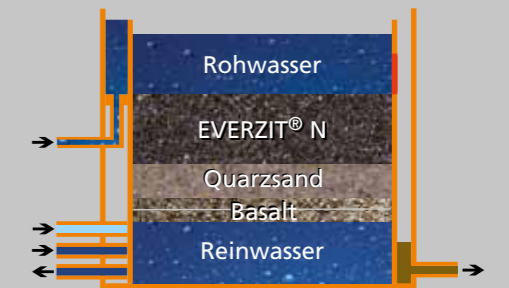 Rohwasser
EVERZIT® N
Quarzsand
Basalt
Reinwasser